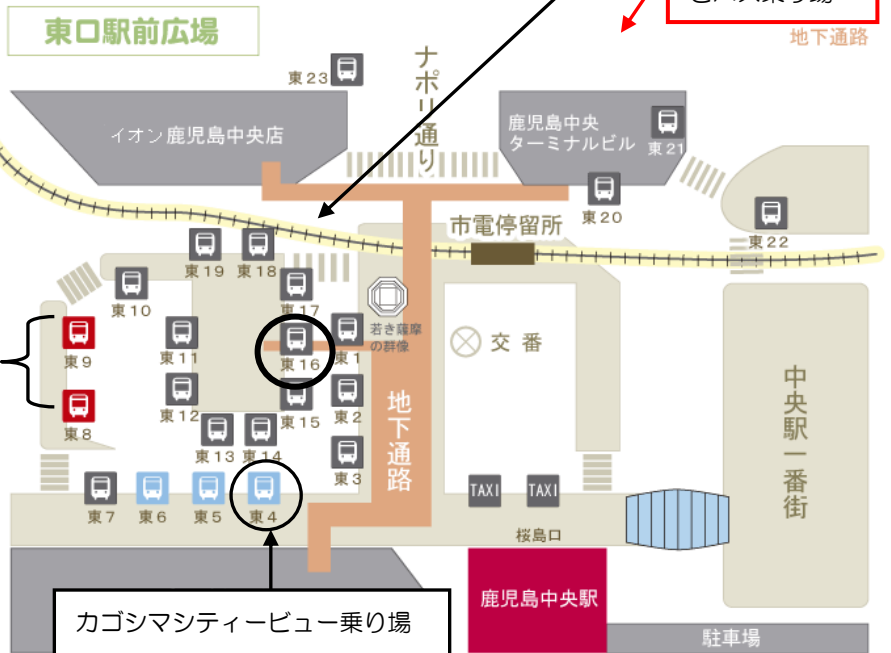 東口駅前広場
地下通路
東23
ナポリ通り
イオン鹿児島中央店
鹿児島中央
ターミナルビル
東21
東20
市電停留所
東22
東19
東18
東10
東17
東9
東11
東16
東1
若き薩摩
の群像
交番
東8
東12
東15
東2
東13
東14
東3
地下通路
中央駅一番街
東7
東6
東5
東4
TAXI
TAXI
桜島口
カゴシマシティービュー乗り場
鹿児島中央駅
駐車場